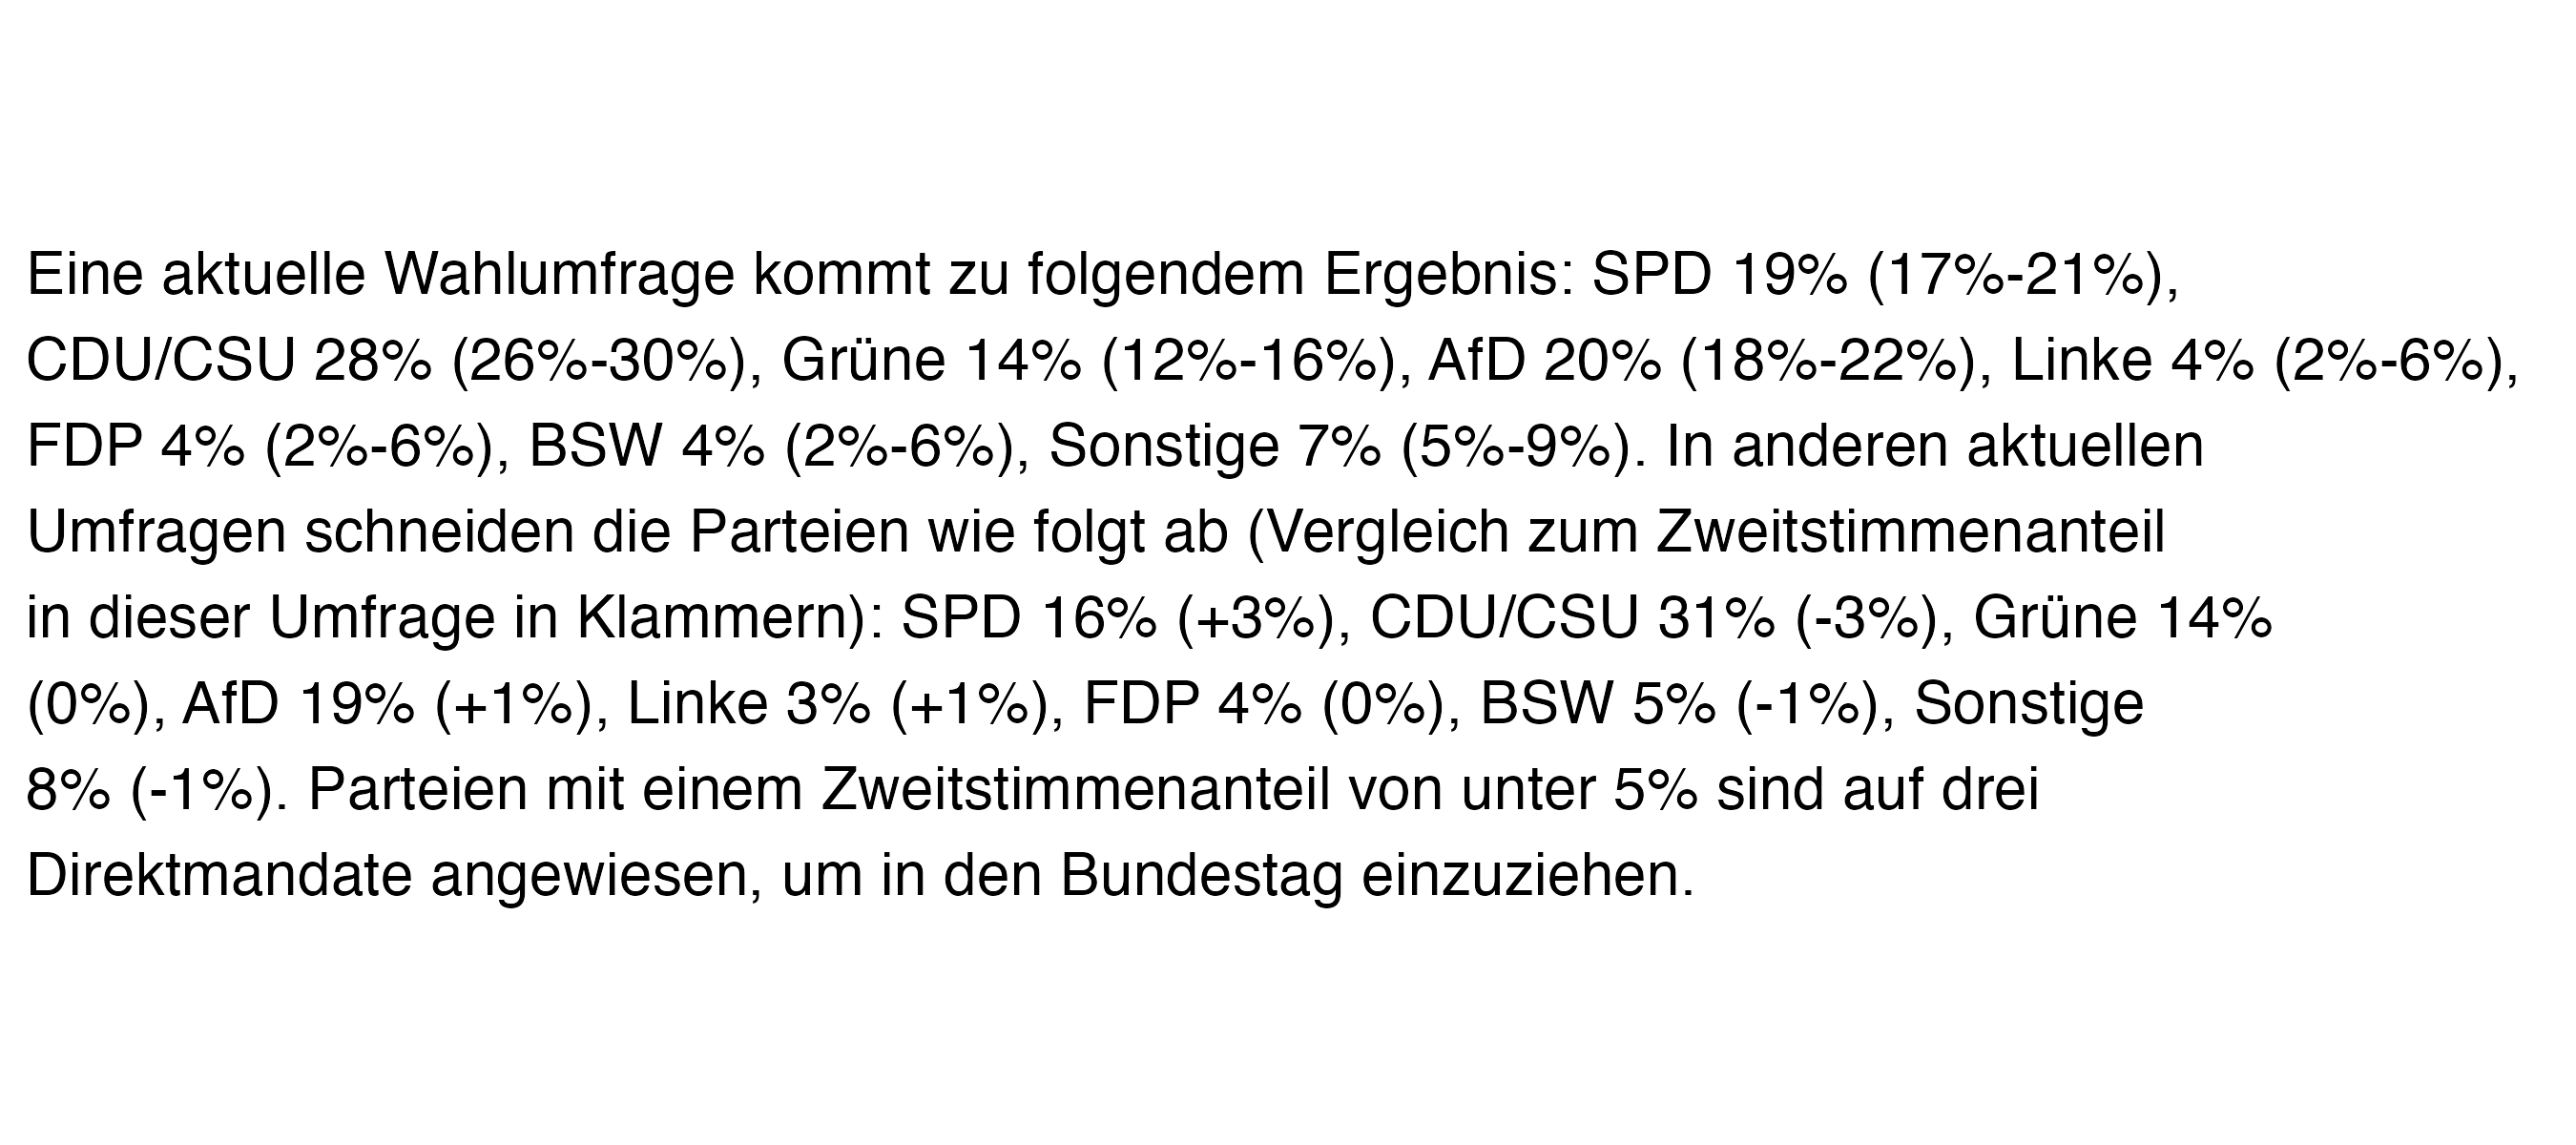 Eine aktuelle Wahlumfrage kommt zu folgendem Ergebnis: SPD 19% (17%-21%),
CDU/CSU 28% (26%-30%), Grüne 14% (12%-16%), AfD 20% (18%-22%), Linke 4% (2%-6%),
FDP 4% (2%-6%), BSW 4% (2%-6%), Sonstige 7% (5%-9%). In anderen aktuellen
Umfragen schneiden die Parteien wie folgt ab (Vergleich zum Zweitstimmenanteil
in dieser Umfrage in Klammern): SPD 16% (+3%), CDU/CSU 31% (-3%), Grüne 14%
(0%), AfD 19% (+1%), Linke 3% (+1%), FDP 4% (0%), BSW 5% (-1%), Sonstige
8% (-1%). Parteien mit einem Zweitstimmenanteil von unter 5% sind auf drei
Direktmandate angewiesen, um in den Bundestag einzuziehen.